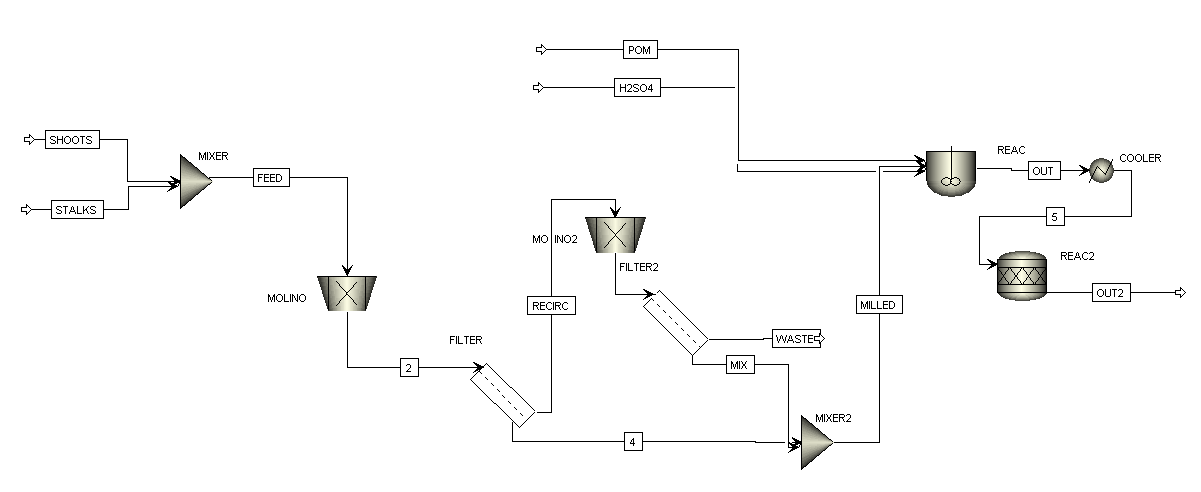 POM
H2SO4
SHOOTS
MIXER
FEED
STALKS
REAC
COOLER
OUT
5
REAC2
OUT2
MO INO2
FILTER2
MOLINO
RECIRC
MILLED
FILTER
WASTE
2
MIX
MIXER2
4